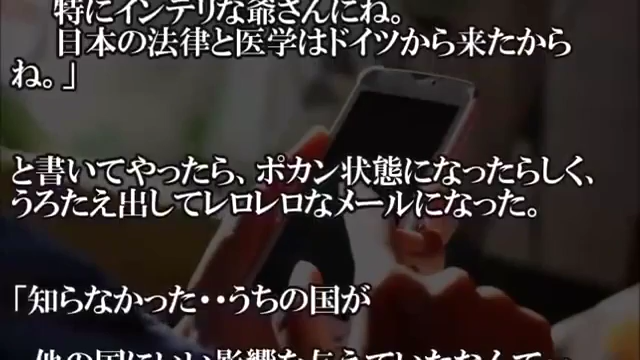 特にインテリな爺さんにね。
日本の法律と医学はドイツから来たから
ね。」
と書いてやったら、ポカン状態になったらしく、
うろたえ出してレロレロなメールになった。
「知らなかった・・うちの国が
他の国にいい影響を与えていたなんて